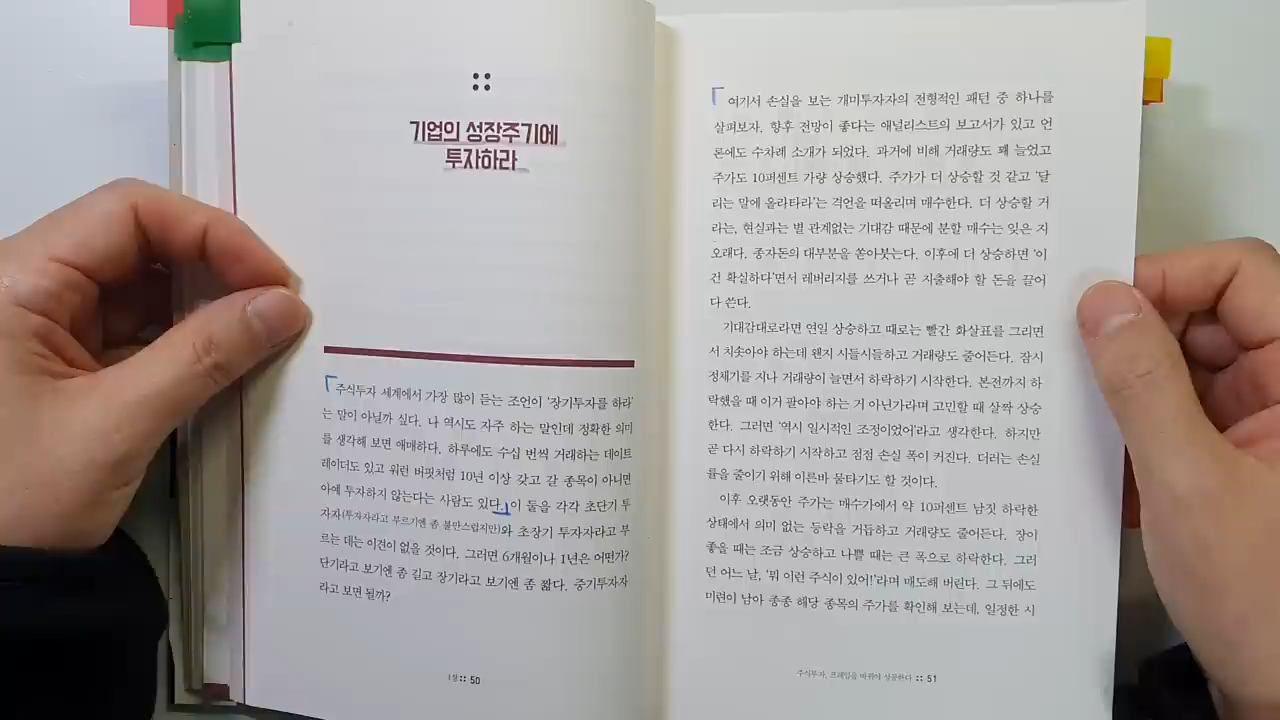 기업의 성장주기에
투자하라
주식투자 세계에서 가장 많이 듣는 조언이 '장기투자를 하라'
는 말이 아닐까 싶다. 나 역시도 자주 하는 말인데 정확한 의미
를 생각해 보면 애매하다. 하루에도 수십 번씩 거래하는 데이트
레이더도 있고 워런 버핏처럼 10년 이상 갖고 갈 종목이 아니면
아예 투자하지 않는다는 사람도 있다. 이 둘을 각각 초단기 투
자자(투자자라고 부르기엔 좀 불만스럽지만)와 초장기 투자자라고 부
르는 데는 이견이 없을 것이다. 그러면 6개월이나 1년은 어떤가?
단기라고 보기엔 좀 길고 장기라고 보기엔 좀 짧다. 중기투자자
라고 보면 될까?
1장 :: 50
여기서 손실을 보는 개미투자자의 전형적인 패턴 중 하나를
살펴보자. 향후 전망이 좋다는 애널리스트의 보고서가 있고 언
론에도 수차례 소개가 되었다. 과거에 비해 거래량도 꽤 늘었고
주가도 10퍼센트 가량 상승했다. 주가가 더 상승할 것 같고 '달
리는 말에 올라타라'는 격언을 떠올리며 매수한다. 더 상승할 거
라는, 현실과는 별 관계없는 기대감 때문에 분할 매수는 잊은 지
오래다. 종자돈의 대부분을 쏟아붓는다. 이후에 더 상승하면 '이
건 확실하다'면서 레버리지를 쓰거나 곧 지출해야 할 돈을 끌어
다 쓴다.
기대감대로라면 연일 상승하고 때로는 빨간 화살표를 그리면
서 치솟아야 하는데 왠지 시들시들하고 거래량도 줄어든다. 잠시
정체기를 지나 거래량이 늘면서 하락하기 시작한다. 본전까지 하
락했을 때 이거 팔아야 하는 거 아닌가라며 고민할 때 살짝 상승
한다. 그러면 '역시 일시적인 조정이었어'라고 생각한다. 하지만
곧 다시 하락하기 시작하고 점점 손실 폭이 커진다. 더러는 손실
률을 줄이기 위해 이른바 물타기도 할 것이다.
이후 오랫동안 주가는 매수가에서 약 10퍼센트 남짓 하락한
상태에서 의미 없는 등락을 거듭하고 거래량도 줄어든다. 장이
좋을 때는 조금 상승하고 나쁠 때는 큰 폭으로 하락한다. 그러
던 어느 날, '뭐 이런 주식이 있어!'라며 매도해 버린다. 그 뒤에도
미련이 남아 종종 해당 종목의 주가를 확인해 보는데, 일정한 시
주식투자, 프레임을 바꿔야 성공한다 :: 51